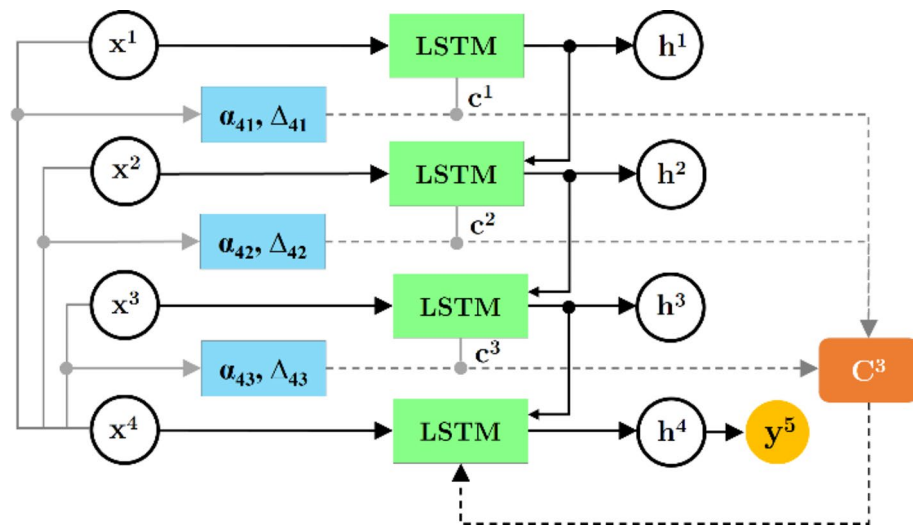 x¹
LSTM
h¹
α₄₁, Δ₄₁
c¹
x²
LSTM
h²
α₄₂, Δ₄₂
c²
x³
LSTM
h³
α₄₃, Δ₄₃
c³
C³
x⁴
LSTM
h⁴
y⁵